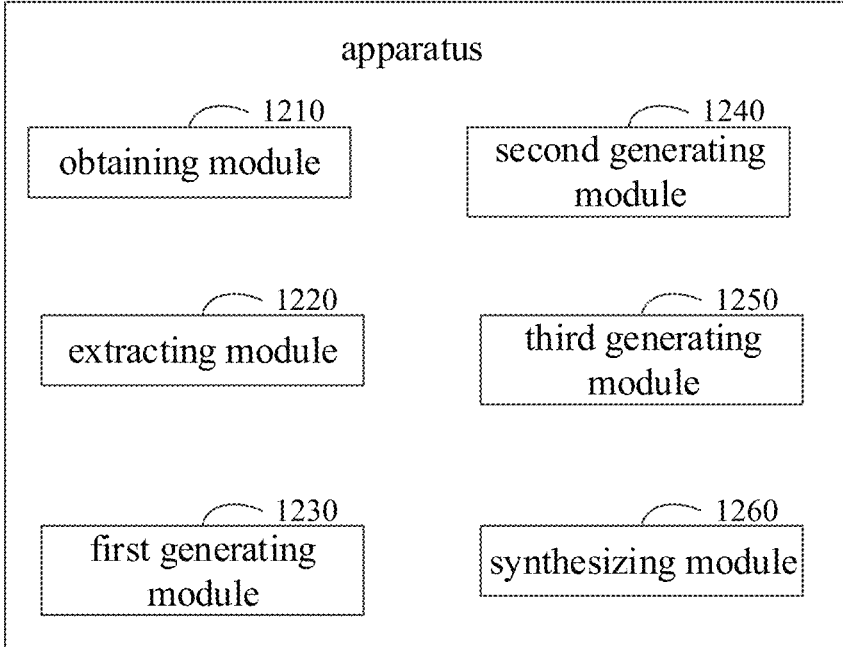 apparatus
1210
obtaining module
1220
extracting module
1230
first generating
module
1240
second generating
module
1250
third generating
module
1260
synthesizing module